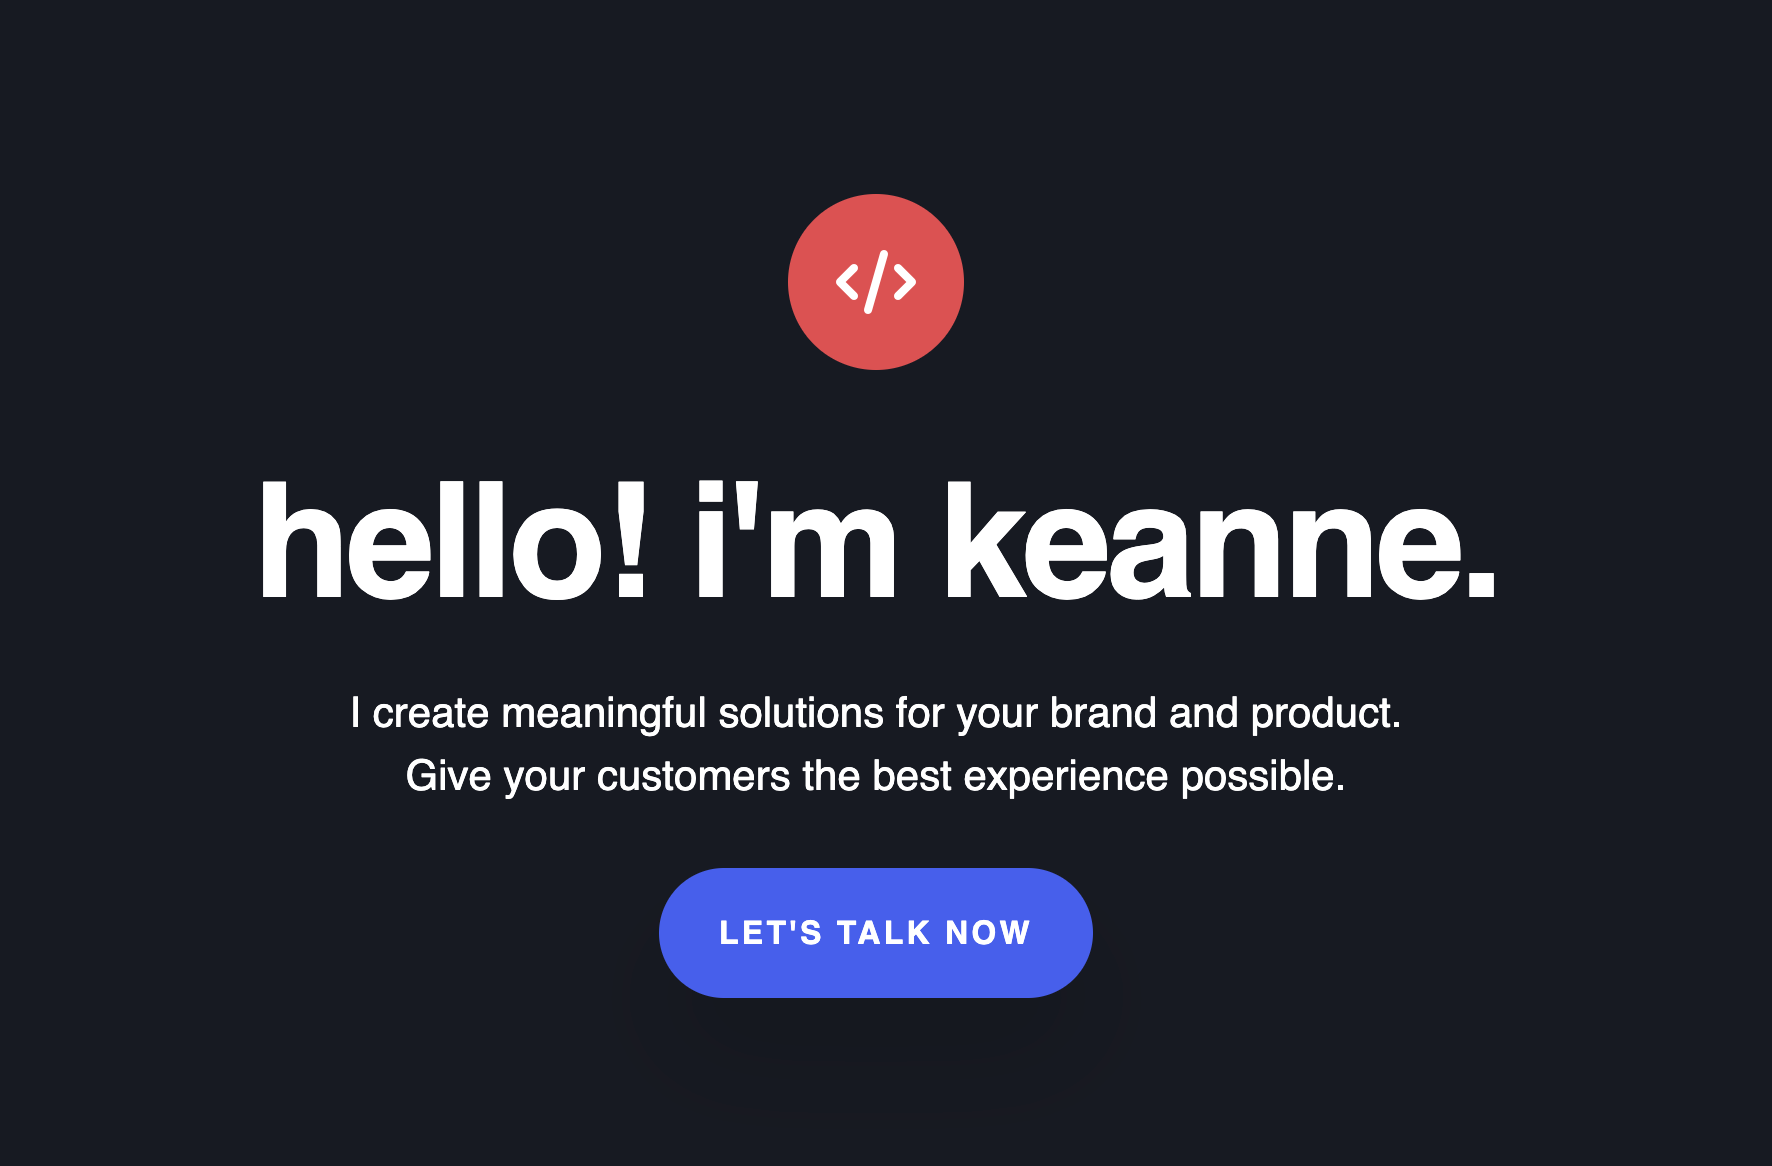 </>
hello! i'm keanne.
I create meaningful solutions for your brand and product.
Give your customers the best experience possible.
LET'S TALK NOW